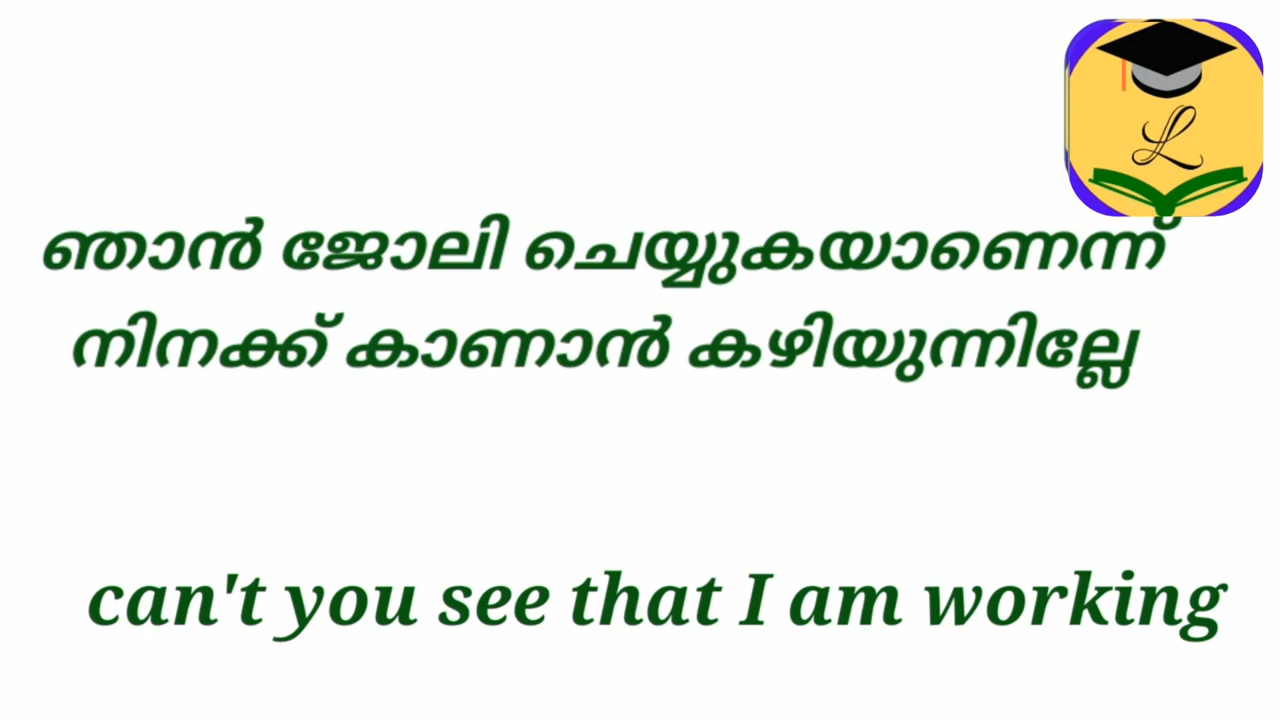 L
ഞാൻ ജോലി ചെയ്യുകയാണെന്ന്
നിനക്ക് കാണാൻ കഴിയുന്നില്ലേ
can't you see that I am working